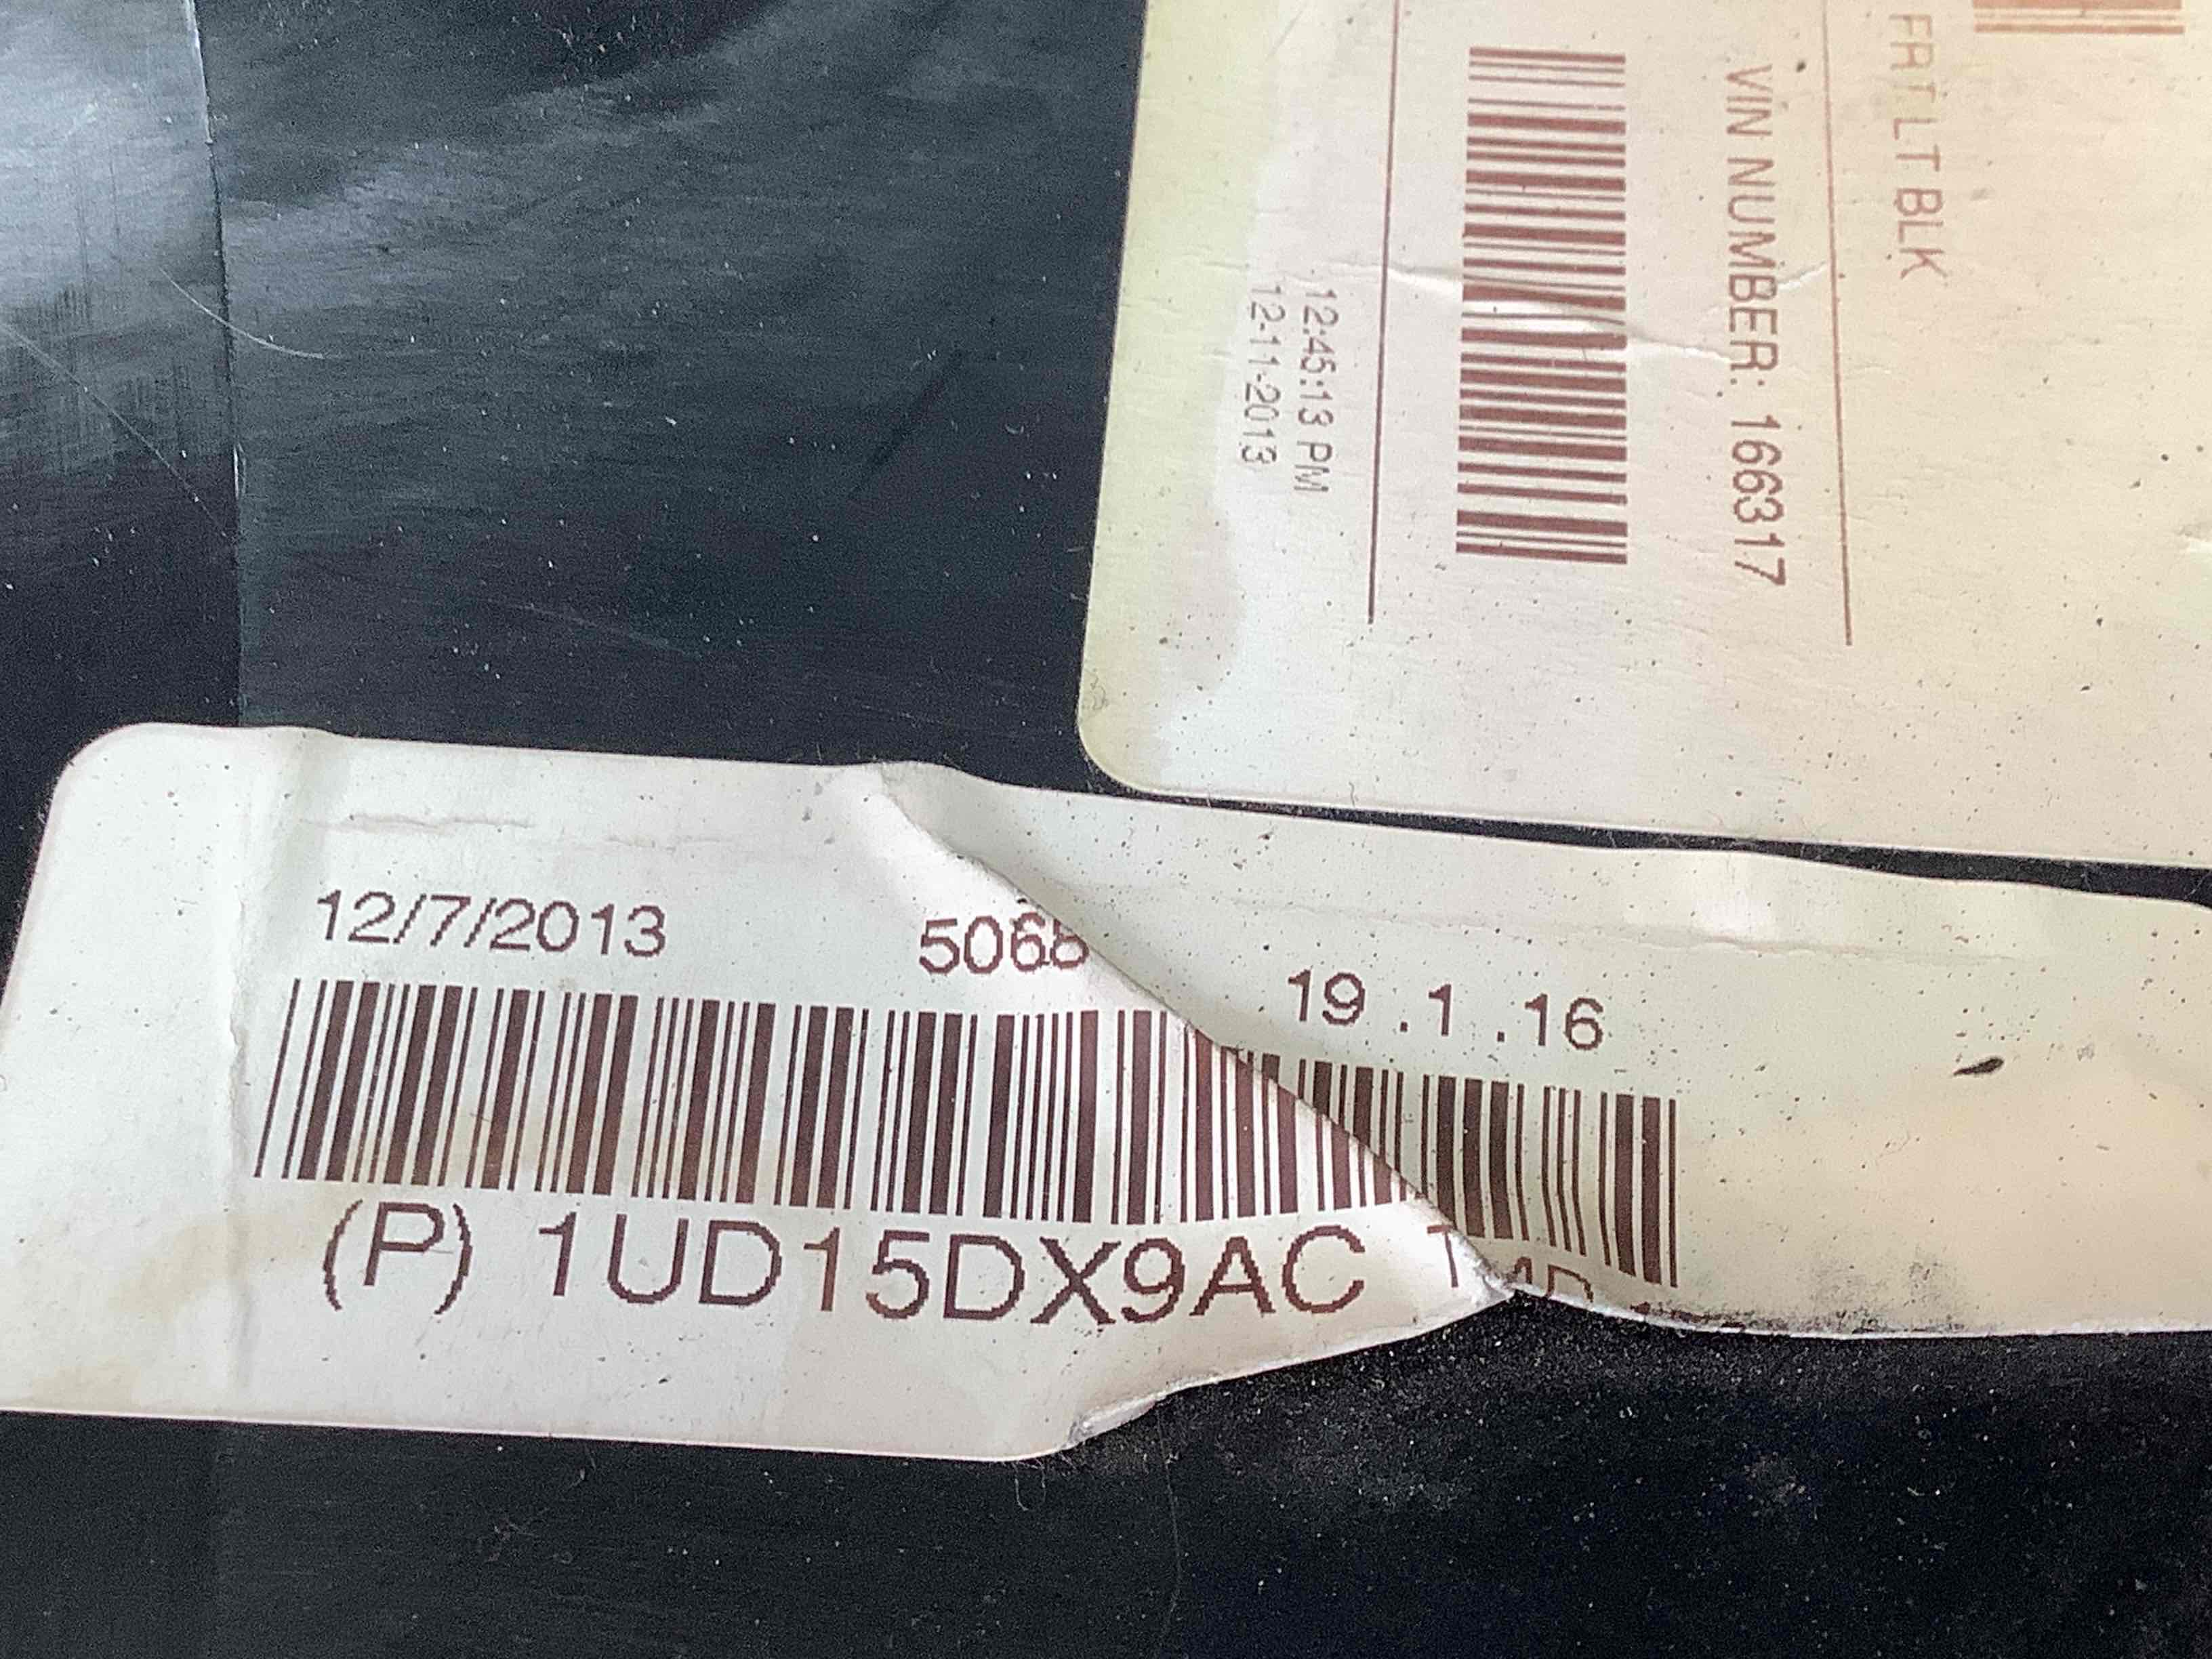 FRT LT BLK
VIN NUMBER: 166317
12:45:13 PM
12-11-2013
12/7/2013 5068 19 .1 .16
(P) 1UD15DX9AC